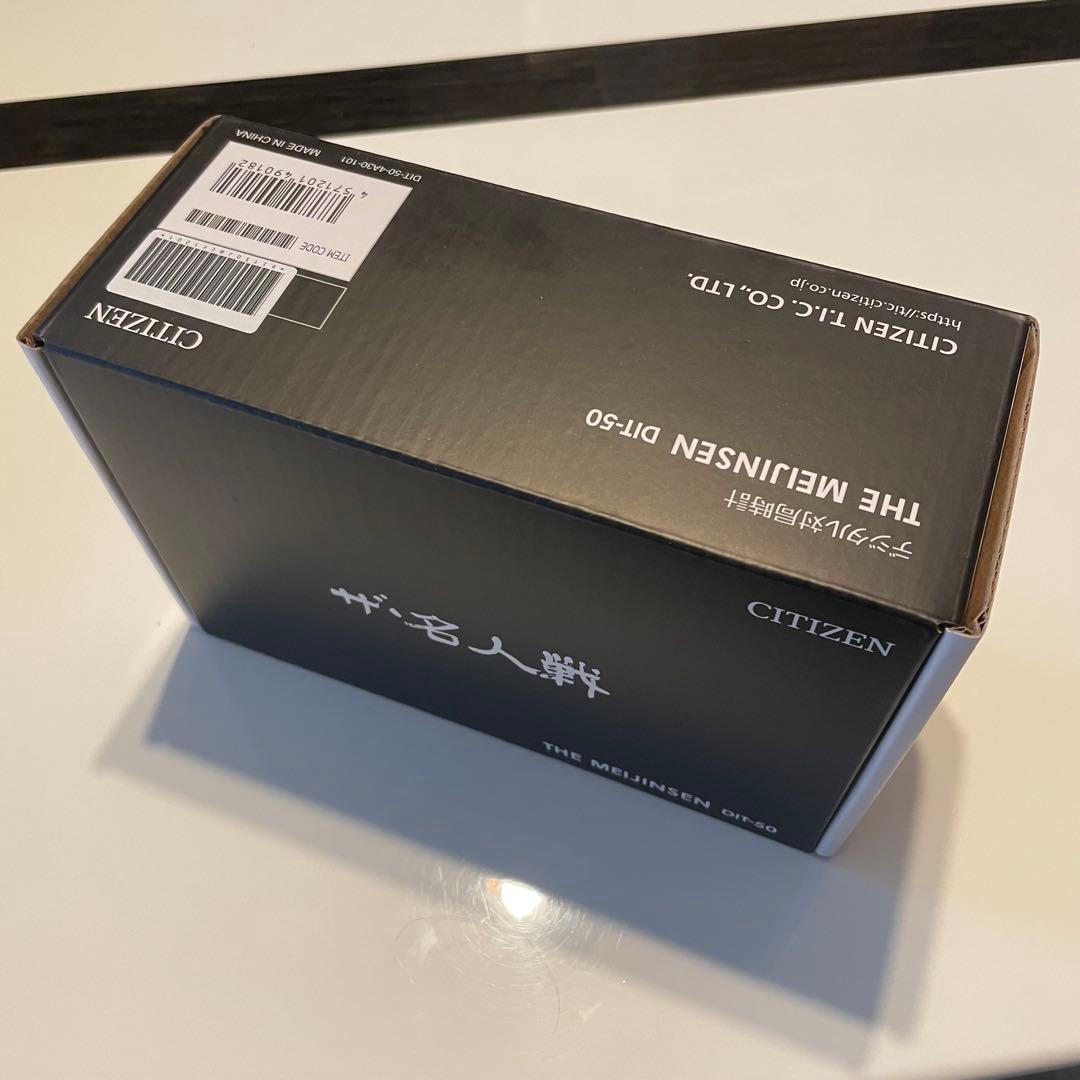 デジタル対局時計
THE MEIJINSEN DIT-50
CITIZEN T.I.C. CO.,LTD.
https://tic.citizen.co.jp
CITIZEN
ITEM CODE
4 571201 490182
DIT-50-4A30-101 MADE IN CHINA
CITIZEN
ザ・名人戰
THE MEIJINSEN DIT-50